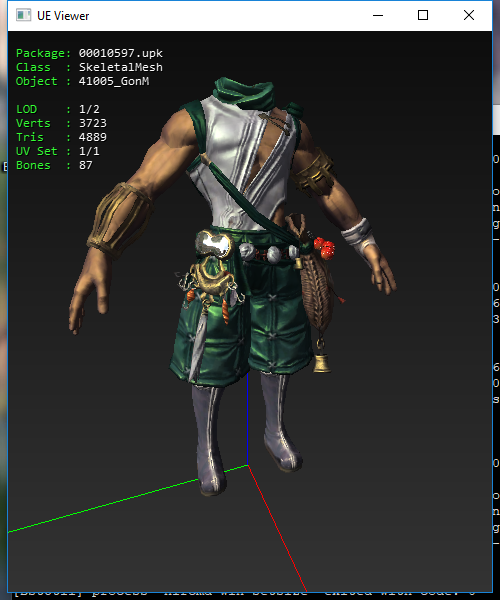 UE Viewer
Package: 00010597.upk
Class : SkeletalMesh
Object : 41005_GonM
LOD : 1/2
Verts : 3723
Tris : 4889
UV Set : 1/1
Bones : 87